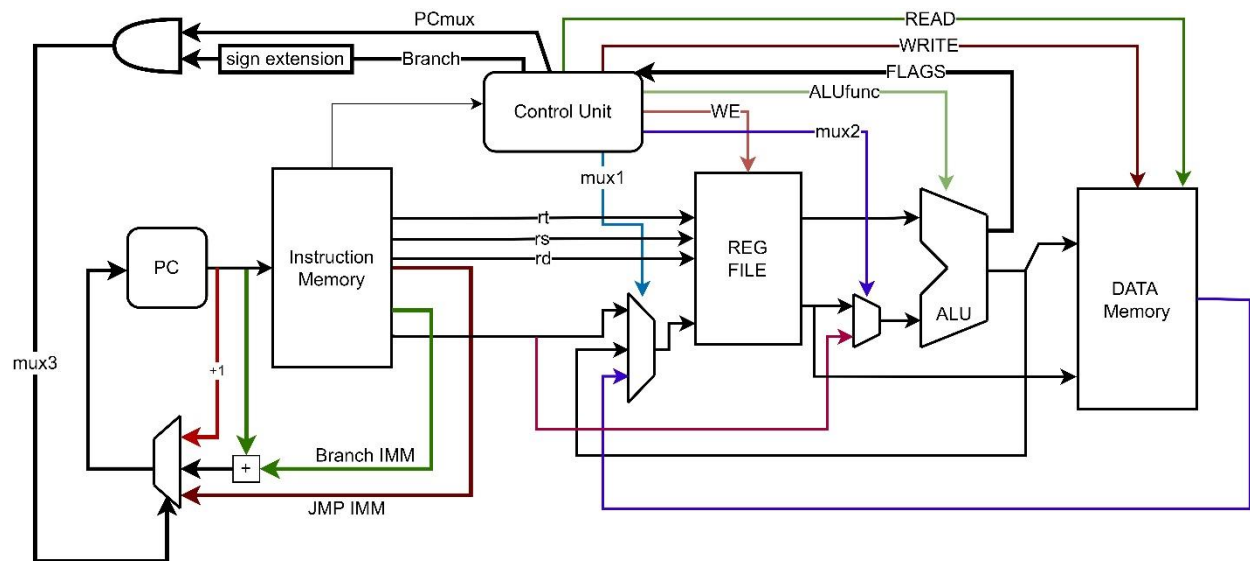 PCmux
READ
WRITE
sign extension
Branch
FLAGS
ALUfunc
Control Unit
WE
mux2
mux1
rt
rs
rd
REG
FILE
PC
Instruction
Memory
DATA
Memory
ALU
mux3
+1
Branch IMM
+
JMP IMM